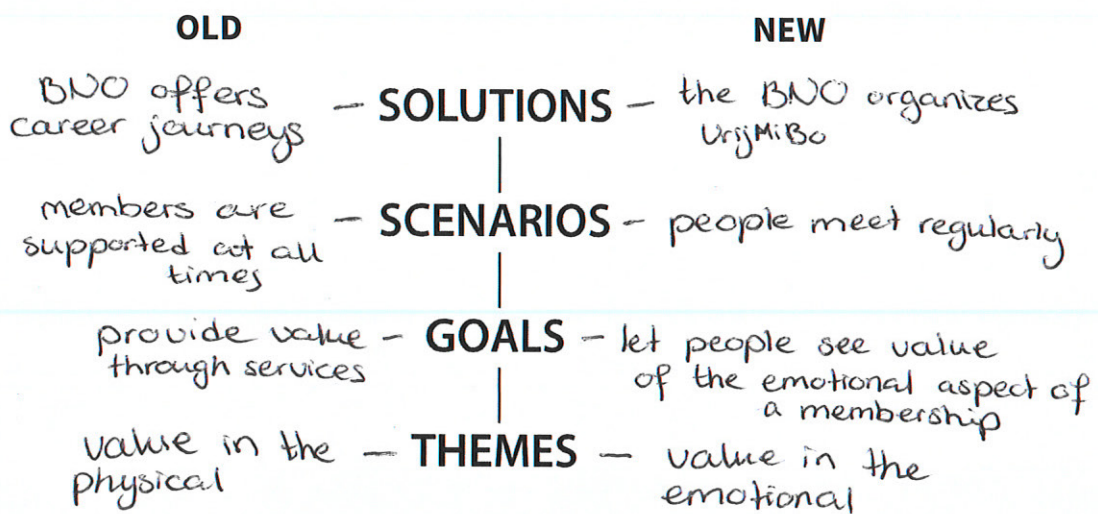 OLD
NEW
BNO offers
career journeys
– SOLUTIONS –
the BNO organizes
VrijMiBo
members are
supported at all
times
– SCENARIOS –
people meet regularly
provide value
through services
– GOALS –
let people see value
of the emotional aspect of
a membership
value in the
physical
– THEMES –
value in the
emotional